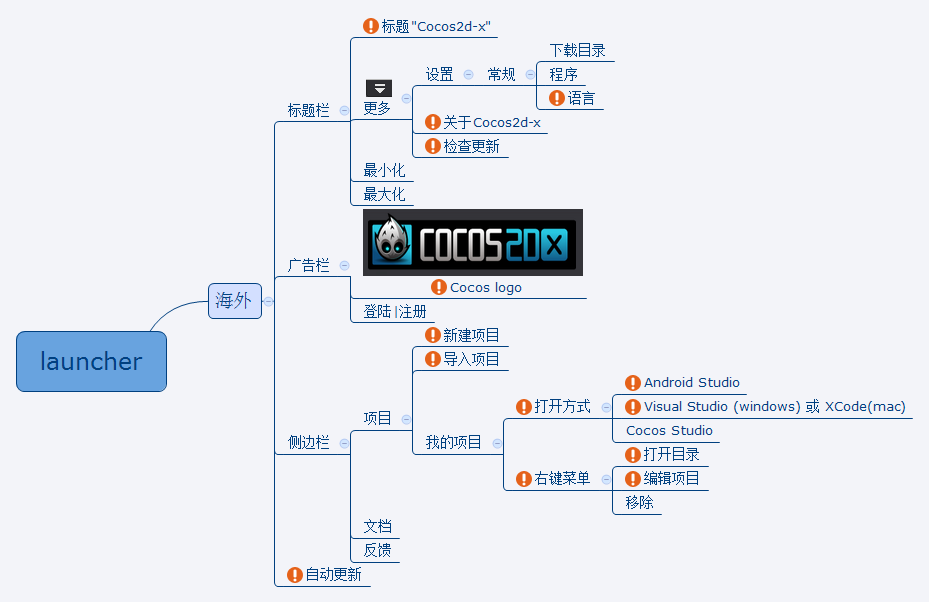 launcher
海外
标题栏
标题"Cocos2d-x"
更多
设置
常规
下载目录
程序
语言
关于Cocos2d-x
检查更新
最小化
最大化
广告栏
COCOS2DX
Cocos logo
登陆|注册
侧边栏
项目
新建项目
导入项目
我的项目
打开方式
Android Studio
Visual Studio (windows) 或 XCode(mac)
Cocos Studio
右键菜单
打开目录
编辑项目
移除
文档
反馈
自动更新